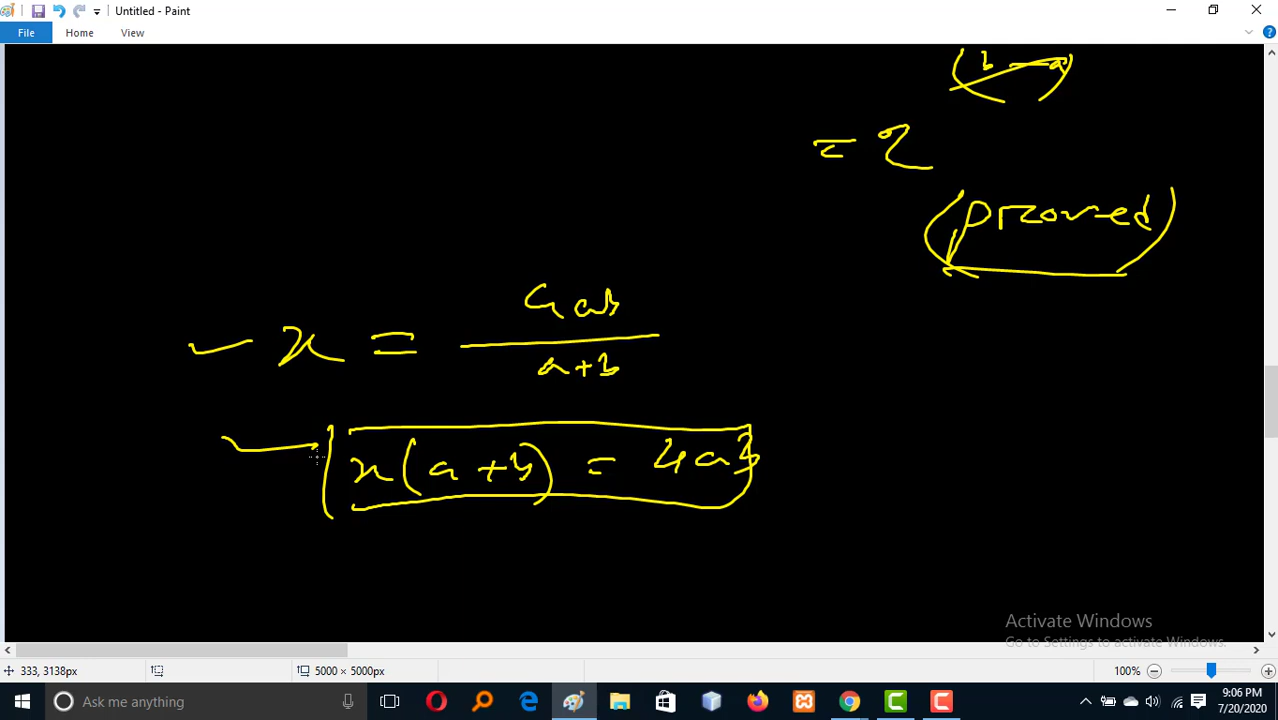 Untitled - Paint
File Home View
(b - a)
= 2
(proved)
x = 4ab / a+b
x(a+b) = 4ab
Activate Windows
Go to Settings to activate Windows.
333, 3138px
5000 × 5000px
100%
Ask me anything
9:06 PM
7/20/2020